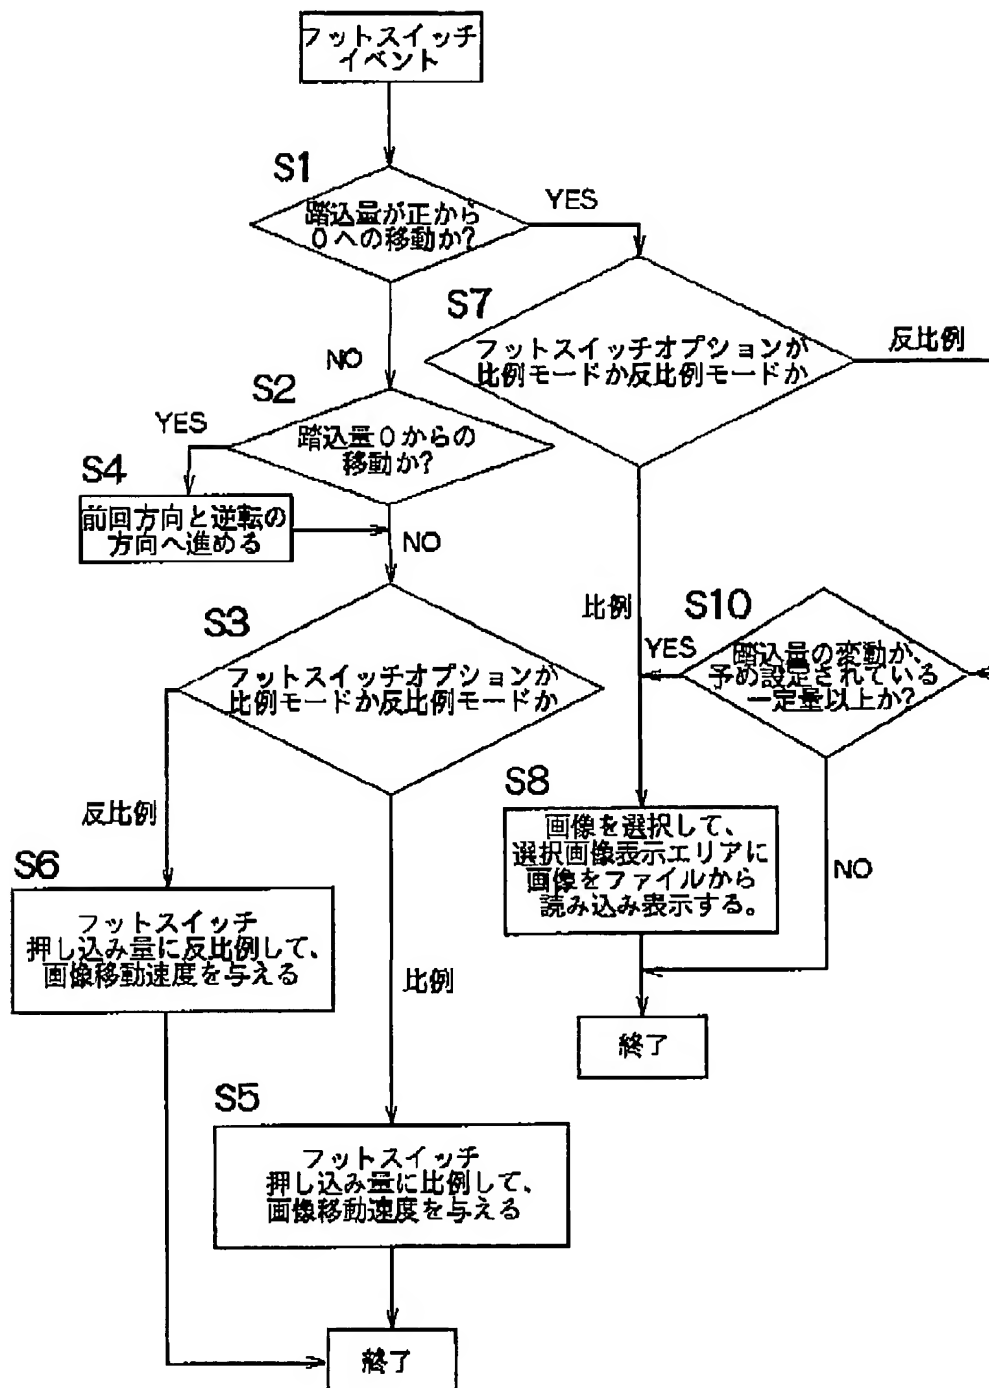 フットスイッチ
イベント
S1
踏込量が正から
0への移動か?
YES
NO
S7
フットスイッチオプションが
比例モードか反比例モードか
反比例
比例
S2
踏込量0からの
移動か?
YES
NO
S4
前回方向と逆転の
方向へ進める
S3
フットスイッチオプションが
比例モードか反比例モードか
反比例
比例
S10
踏込量の変動が、
予め設定されている
一定量以上か?
YES
NO
S8
画像を選択して、
選択画像表示エリアに
画像をファイルから
読み込み表示する。
終了
S6
フットスイッチ
押し込み量に反比例して、
画像移動速度を与える
S5
フットスイッチ
押し込み量に比例して、
画像移動速度を与える
終了